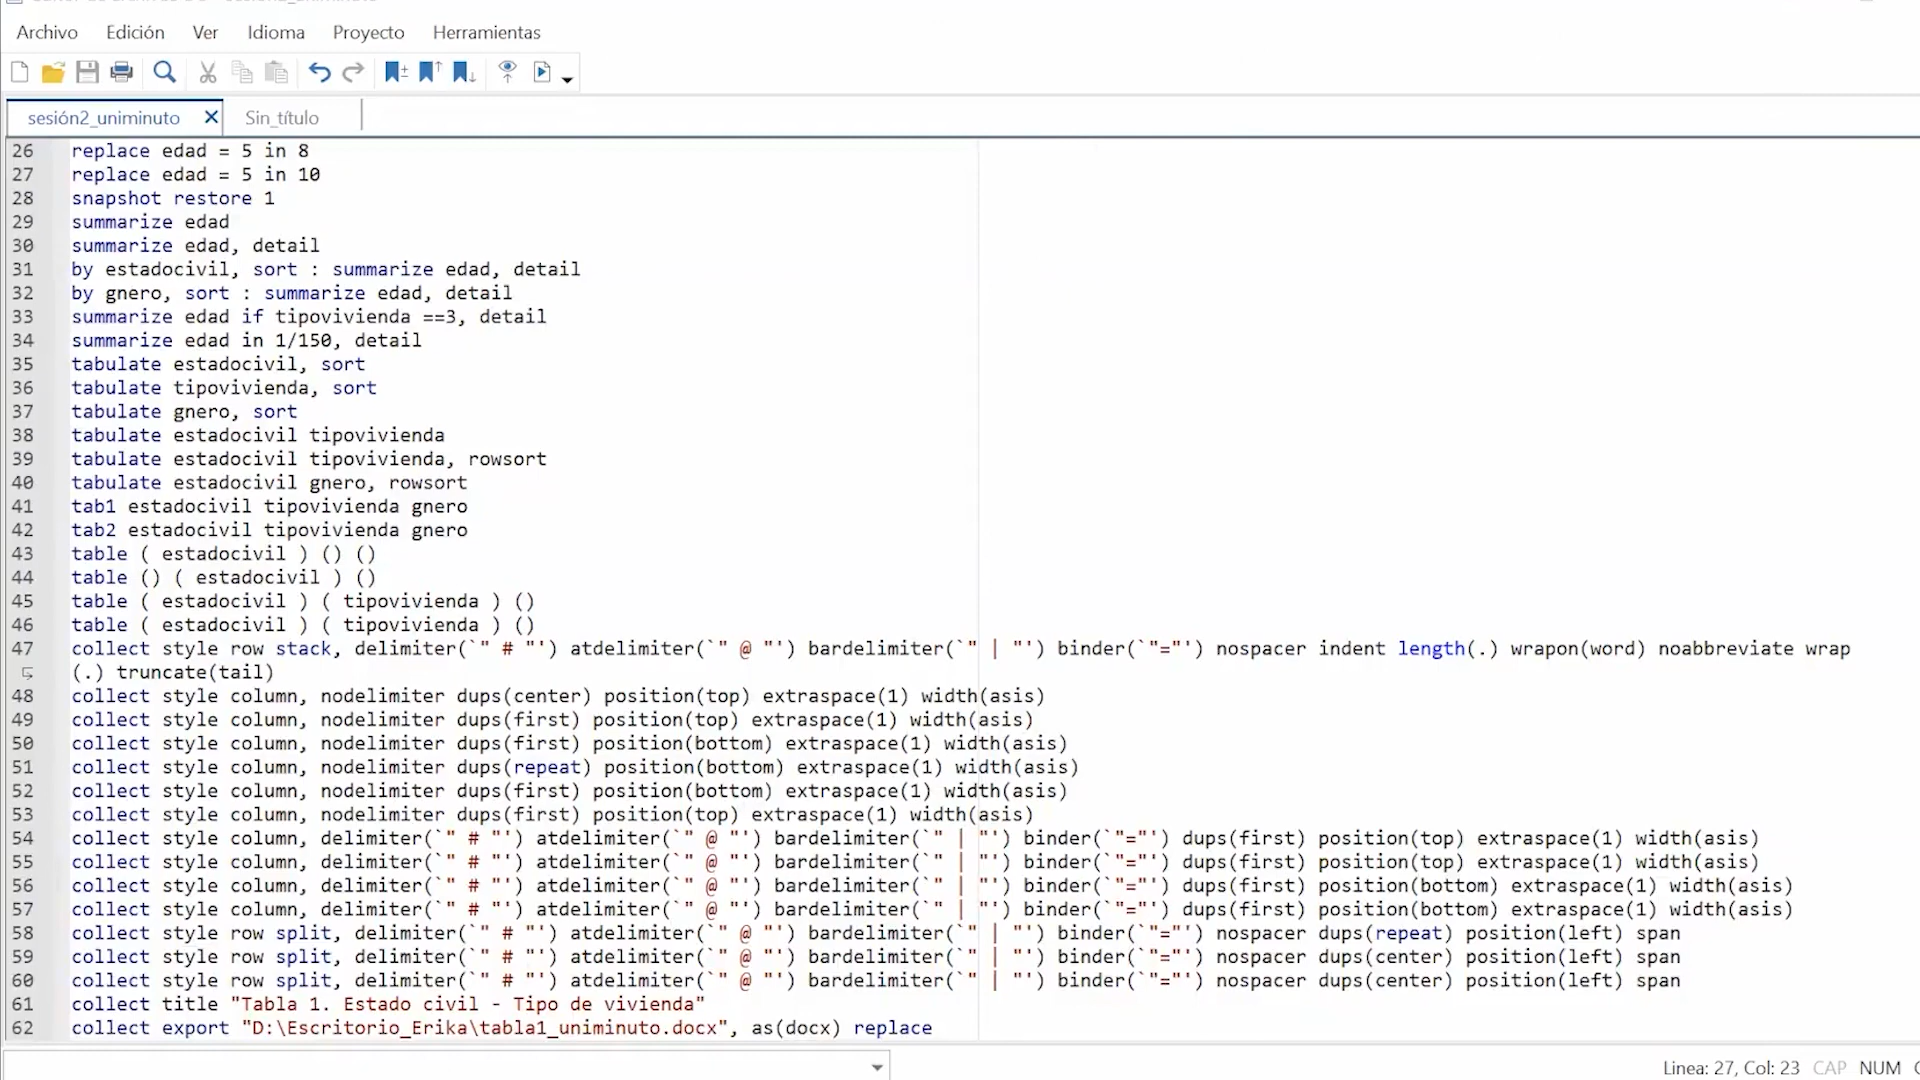 Archivo Edición Ver Idioma Proyecto Herramientas
sesión2_uniminuto Sin_título
26 replace edad = 5 in 8
27 replace edad = 5 in 10
28 snapshot restore 1
29 summarize edad
30 summarize edad, detail
31 by estadocivil, sort : summarize edad, detail
32 by gnero, sort : summarize edad, detail
33 summarize edad if tipovivienda ==3, detail
34 summarize edad in 1/150, detail
35 tabulate estadocivil, sort
36 tabulate tipovivienda, sort
37 tabulate gnero, sort
38 tabulate estadocivil tipovivienda
39 tabulate estadocivil tipovivienda, rowsort
40 tabulate estadocivil gnero, rowsort
41 tab1 estadocivil tipovivienda gnero
42 tab2 estadocivil tipovivienda gnero
43 table ( estadocivil ) () ()
44 table () ( estadocivil ) ()
45 table ( estadocivil ) ( tipovivienda ) ()
46 table ( estadocivil ) ( tipovivienda ) ()
47 collect style row stack, delimiter(`" # "') atdelimiter(`" @ "') bardelimiter(`" | "') binder(`"="') nospacer indent length(.) wrapon(word) noabbreviate wrap
(.) truncate(tail)
48 collect style column, nodelimiter dups(center) position(top) extraspace(1) width(asis)
49 collect style column, nodelimiter dups(first) position(top) extraspace(1) width(asis)
50 collect style column, nodelimiter dups(first) position(bottom) extraspace(1) width(asis)
51 collect style column, nodelimiter dups(repeat) position(bottom) extraspace(1) width(asis)
52 collect style column, nodelimiter dups(first) position(bottom) extraspace(1) width(asis)
53 collect style column, nodelimiter dups(first) position(top) extraspace(1) width(asis)
54 collect style column, delimiter(`" # "') atdelimiter(`" @ "') bardelimiter(`" | "') binder(`"="') dups(first) position(top) extraspace(1) width(asis)
55 collect style column, delimiter(`" # "') atdelimiter(`" @ "') bardelimiter(`" | "') binder(`"="') dups(first) position(top) extraspace(1) width(asis)
56 collect style column, delimiter(`" # "') atdelimiter(`" @ "') bardelimiter(`" | "') binder(`"="') dups(first) position(bottom) extraspace(1) width(asis)
57 collect style column, delimiter(`" # "') atdelimiter(`" @ "') bardelimiter(`" | "') binder(`"="') dups(first) position(bottom) extraspace(1) width(asis)
58 collect style row split, delimiter(`" # "') atdelimiter(`" @ "') bardelimiter(`" | "') binder(`"="') nospacer dups(repeat) position(left) span
59 collect style row split, delimiter(`" # "') atdelimiter(`" @ "') bardelimiter(`" | "') binder(`"="') nospacer dups(center) position(left) span
60 collect style row split, delimiter(`" # "') atdelimiter(`" @ "') bardelimiter(`" | "') binder(`"="') nospacer dups(center) position(left) span
61 collect title "Tabla 1. Estado civil - Tipo de vivienda"
62 collect export "D:\Escritorio_Erika\tabla1_uniminuto.docx", as(docx) replace
Linea: 27, Col: 23 CAP NUM